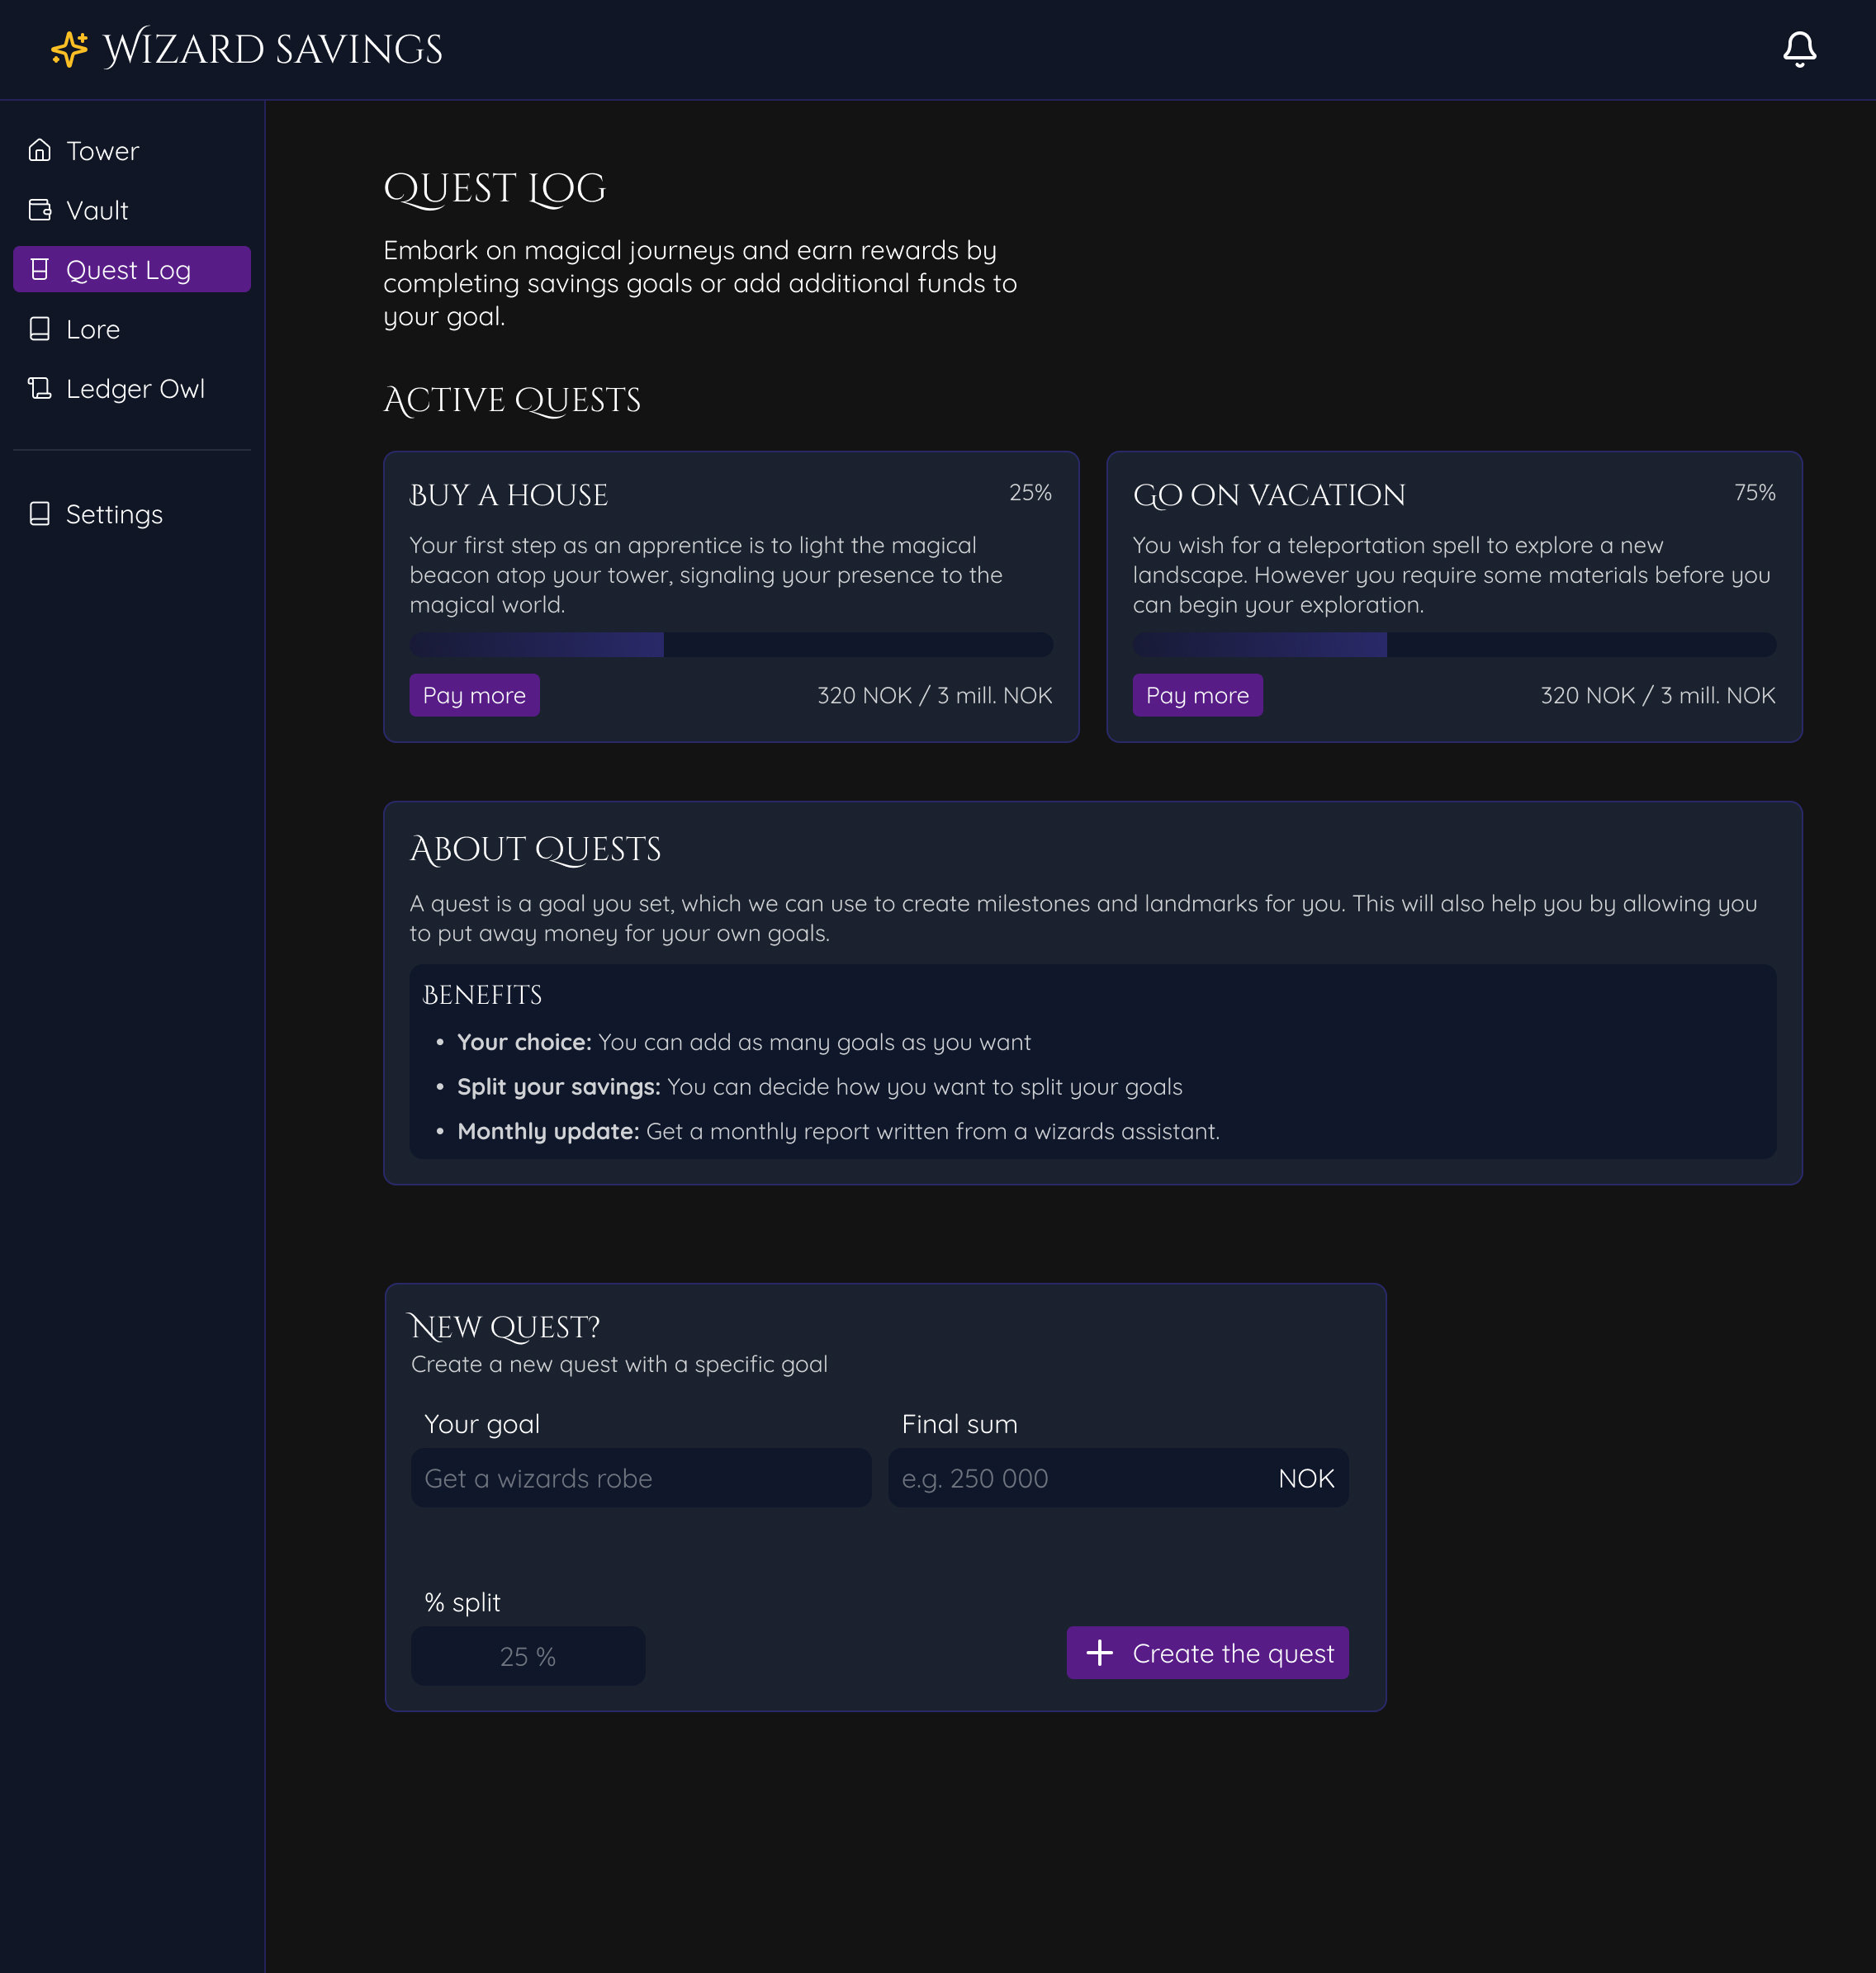 Wizard savings
Tower
Vault
Quest Log
Lore
Ledger Owl
Settings
Quest Log
Embark on magical journeys and earn rewards by
completing savings goals or add additional funds to
your goal.
Active Quests
Buy a house
25%
Your first step as an apprentice is to light the magical
beacon atop your tower, signaling your presence to the
magical world.
Pay more
320 NOK / 3 mill. NOK
Go on vacation
75%
You wish for a teleportation spell to explore a new
landscape. However you require some materials before you
can begin your exploration.
Pay more
320 NOK / 3 mill. NOK
About Quests
A quest is a goal you set, which we can use to create milestones and landmarks for you. This will also help you by allowing you
to put away money for your own goals.
Benefits
• Your choice: You can add as many goals as you want
• Split your savings: You can decide how you want to split your goals
• Monthly update: Get a monthly report written from a wizards assistant.
New quest?
Create a new quest with a specific goal
Your goal
Get a wizards robe
Final sum
e.g. 250 000 NOK
% split
25 %
Create the quest